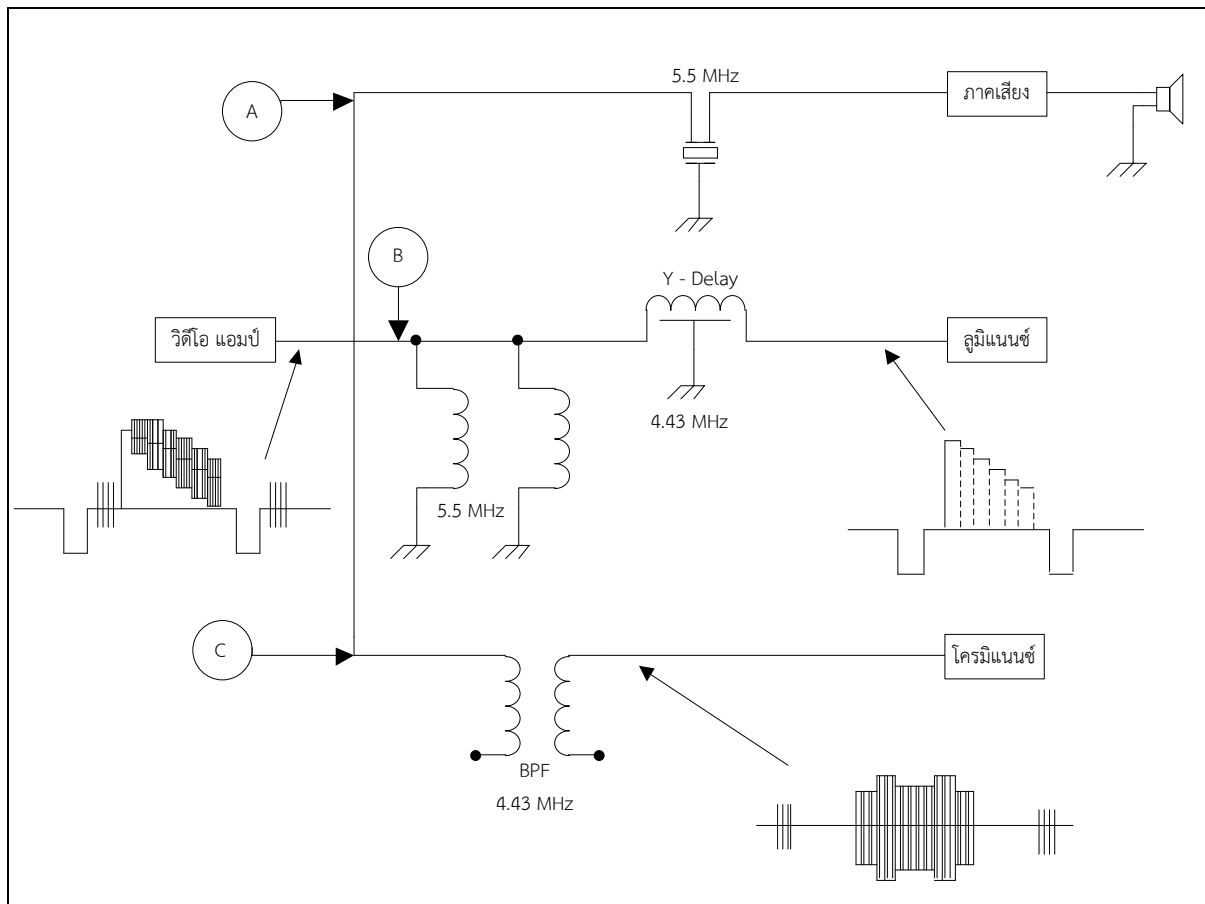 5.5 MHz
A
ภาคเสียง
B
Y - Delay
วิดีโอ แอมป์
ลูมิแนนซ์
4.43 MHz
5.5 MHz
C
โครมิแนนซ์
BPF
4.43 MHz